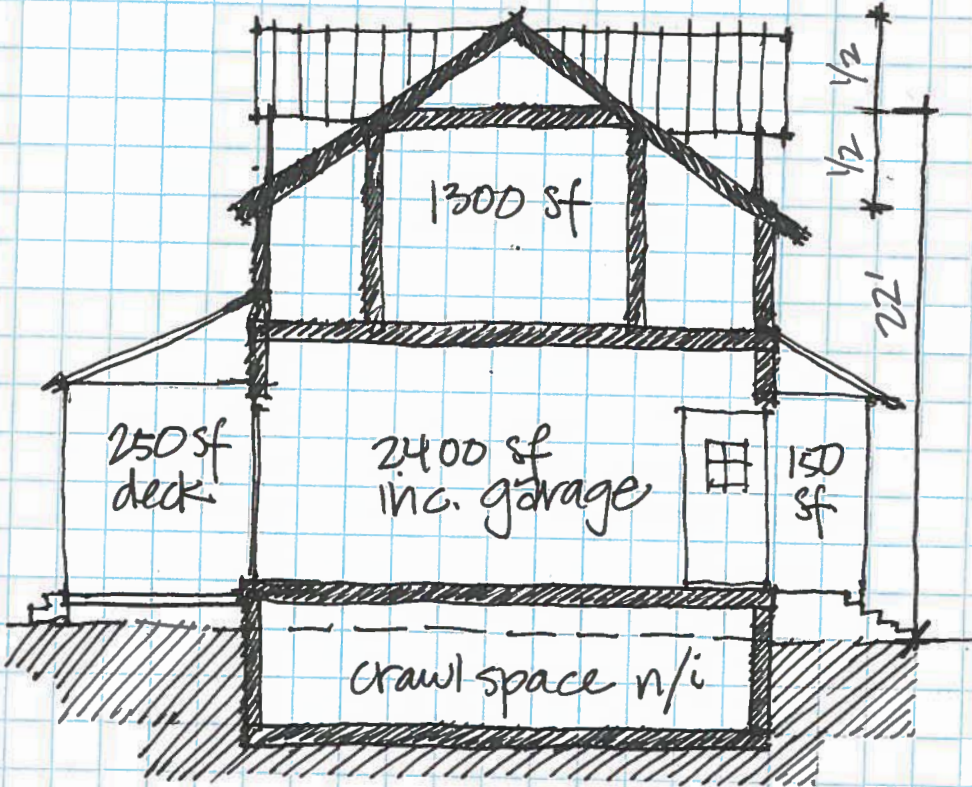 1/2
1/2
1300 sf
22'
250 sf
deck
2400 sf
inc. garage
150
sf
crawl space n/i